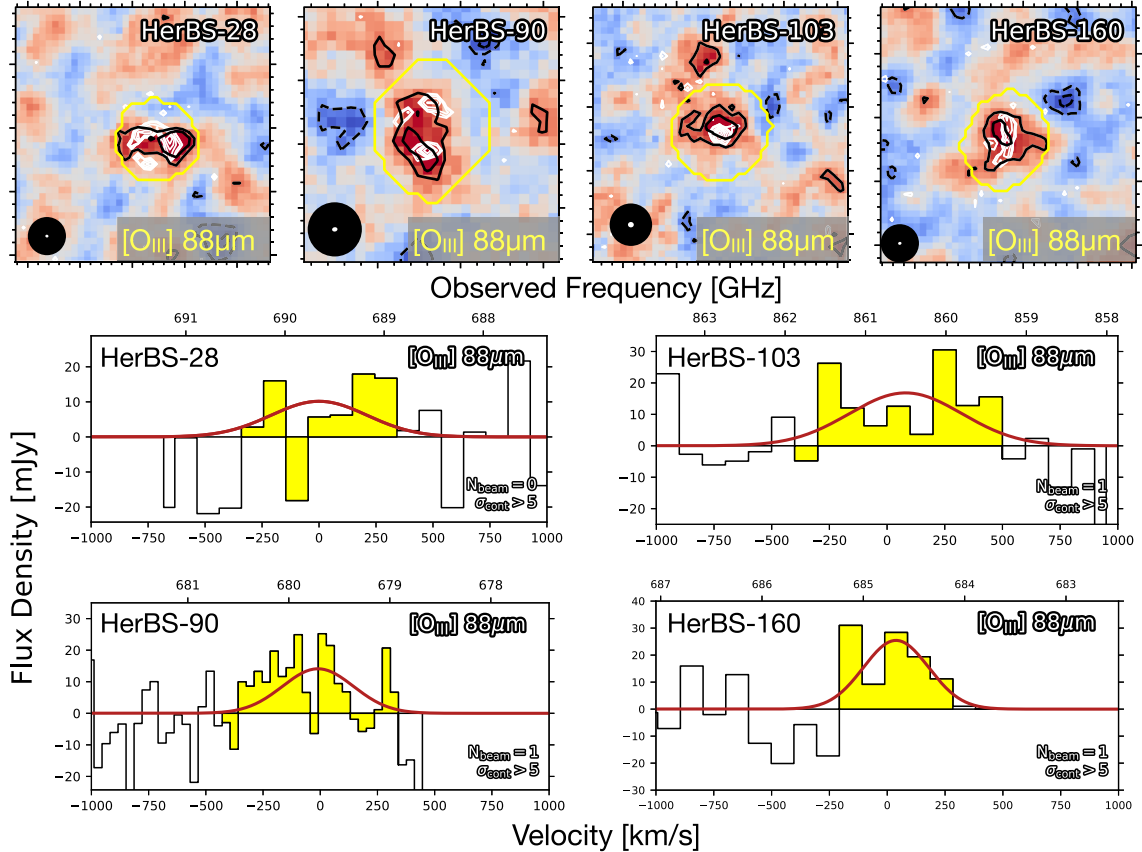 HerBS-28
HerBS-90
HerBS-103
HerBS-160
[OIII] 88μm
[OIII] 88μm
[OIII] 88μm
[OIII] 88μm
Observed Frequency [GHz]
691 690 689 688
863 862 861 860 859 858
HerBS-28
[OIII] 88μm
20
10
0
−10
−20
Nbeam = 0
σcont > 5
−1000 −750 −500 −250 0 250 500 750 1000
HerBS-103
[OIII] 88μm
30
20
10
0
−10
−20
Nbeam = 1
σcont > 5
−1000 −750 −500 −250 0 250 500 750 1000
Flux Density [mJy]
681 680 679 678
687 686 685 684 683
HerBS-90
[OIII] 88μm
30
20
10
0
−10
−20
Nbeam = 1
σcont > 5
−1000 −750 −500 −250 0 250 500 750 1000
HerBS-160
[OIII] 88μm
40
30
20
10
0
−10
−20
−30
Nbeam = 1
σcont > 5
−1000 −750 −500 −250 0 250 500 750 1000
Velocity [km/s]